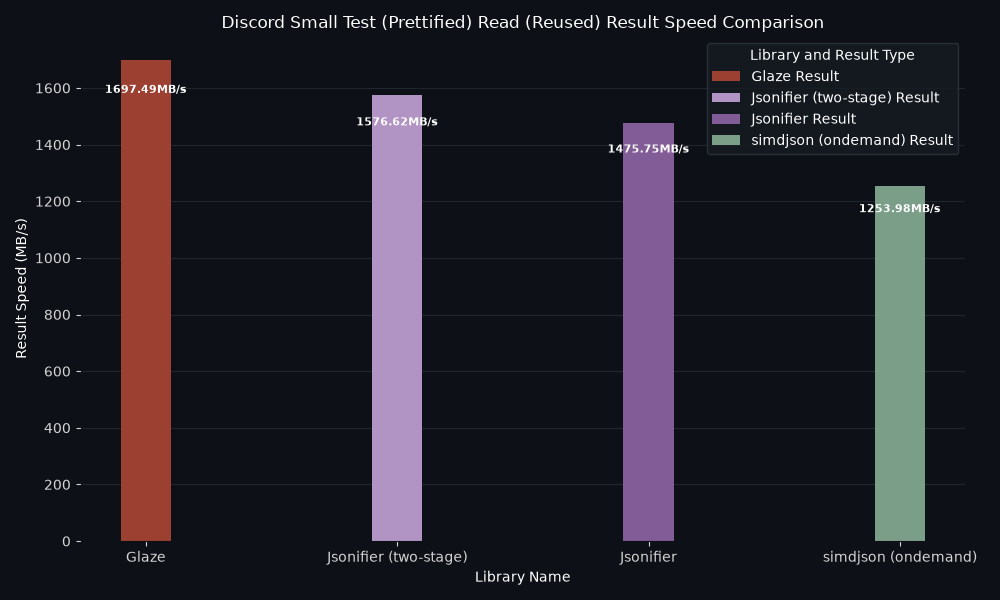 Discord Small Test (Prettified) Read (Reused) Result Speed Comparison
Library and Result Type
Glaze Result
Jsonifier (two-stage) Result
Jsonifier Result
simdjson (ondemand) Result
1697.49MB/s
1576.62MB/s
1475.75MB/s
1253.98MB/s
Result Speed (MB/s)
1600
1400
1200
1000
800
600
400
200
0
Glaze
Jsonifier (two-stage)
Jsonifier
simdjson (ondemand)
Library Name